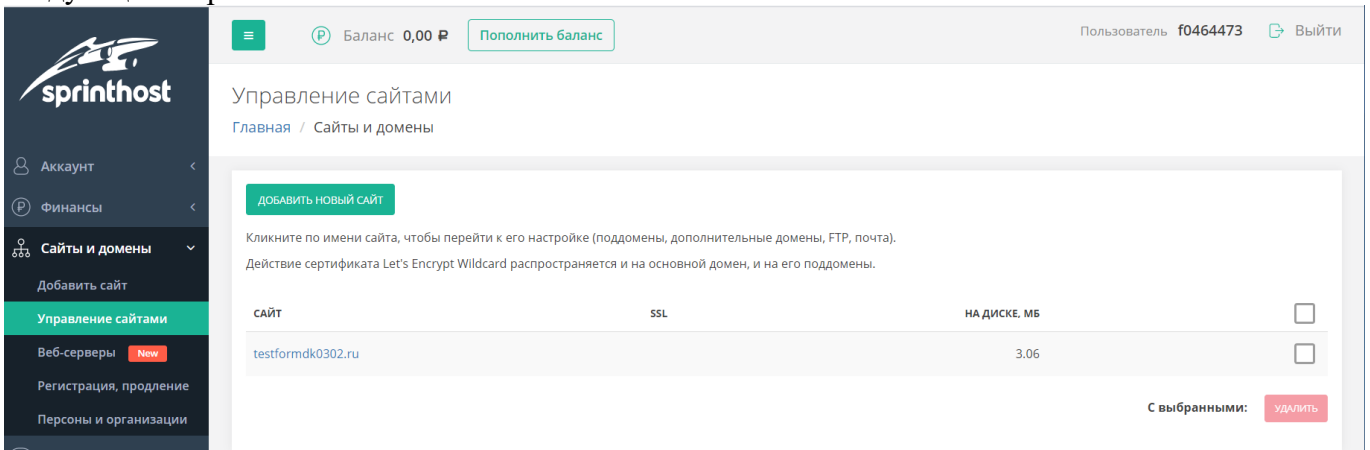 Баланс 0,00 ₽ Пополнить баланс Пользователь f0464473 Выйти
sprinthost
Управление сайтами
Главная / Сайты и домены
Аккаунт
Финансы
Сайты и домены
Добавить сайт
Управление сайтами
Веб-серверы New
Регистрация, продление
Персоны и организации
ДОБАВИТЬ НОВЫЙ САЙТ
Кликните по имени сайта, чтобы перейти к его настройке (поддомены, дополнительные домены, FTP, почта).
Действие сертификата Let's Encrypt Wildcard распространяется и на основной домен, и на его поддомены.
САЙТ SSL НА ДИСКЕ, МБ
testformdk0302.ru 3.06
С выбранными: УДАЛИТЬ